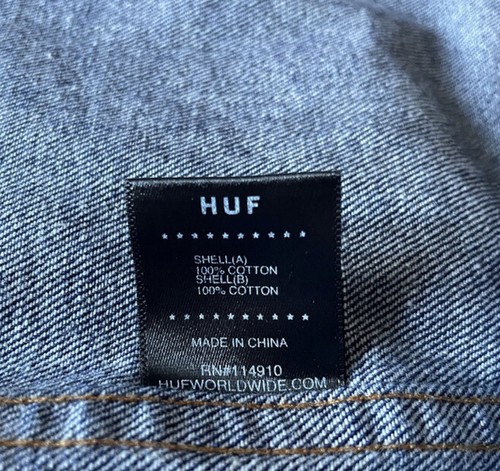 HUF
* * * * * * * * * *
SHELL(A)
100% COTTON
SHELL(B)
100% COTTON
* * * * * * * * * *
MADE IN CHINA
RN#114910
HUFWORLDWIDE.COM